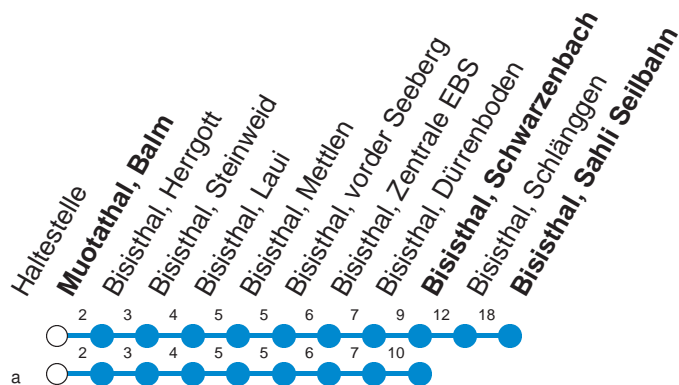 Haltestelle
Muotathal, Balm
Bisisthal, Herrgott
Bisisthal, Steinweid
Bisisthal, Laui
Bisisthal, Mettlen
Bisisthal, vorder Seeberg
Bisisthal, Zentrale EBS
Bisisthal, Dürrenboden
Bisisthal, Schwarzenbach
Bisisthal, Schlänggen
Bisisthal, Sahli Seilbahn
2 3 4 5 5 6 7 9 12 18
a 2 3 4 5 5 6 7 10